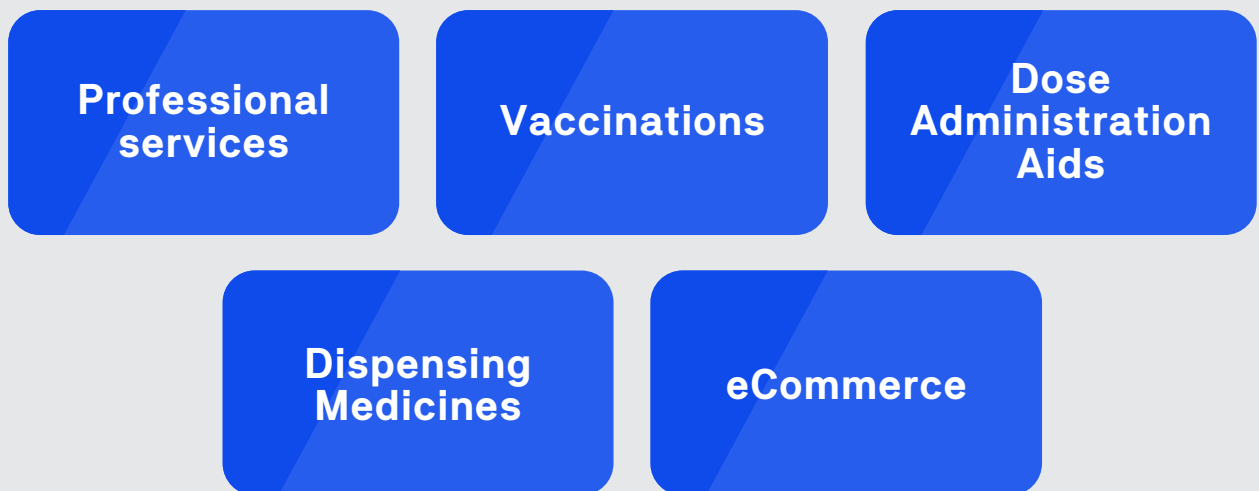 Professional
services
Vaccinations
Dose
Administration
Aids
Dispensing
Medicines
eCommerce